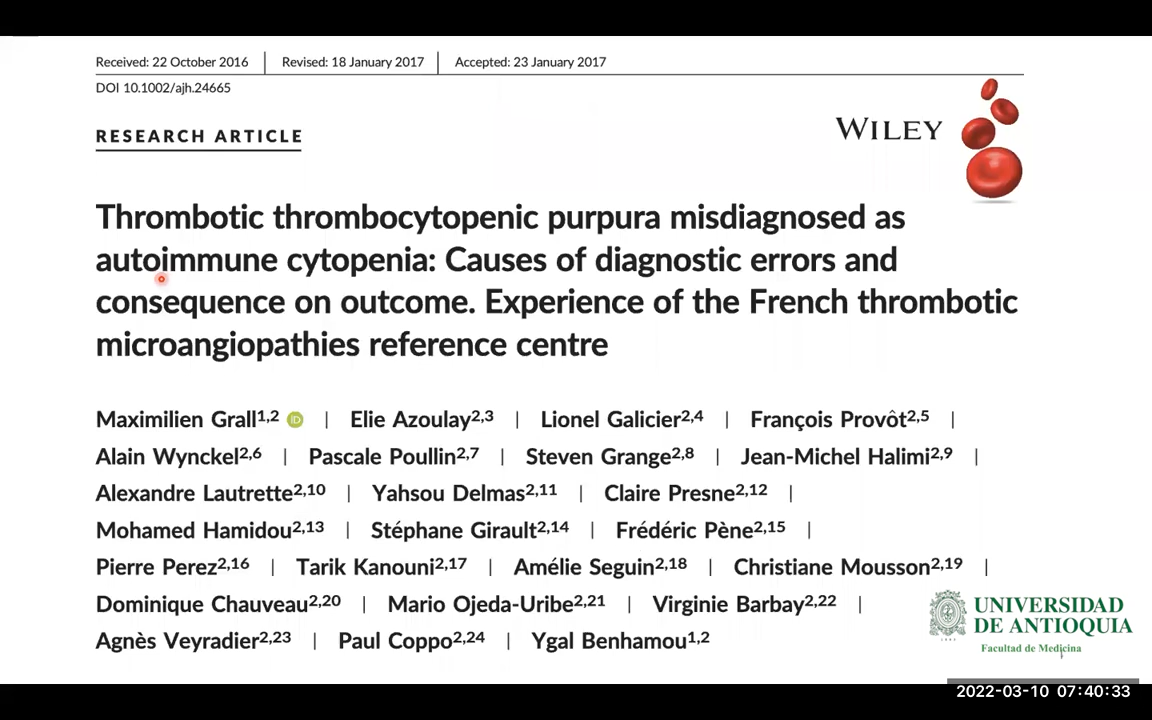 Received: 22 October 2016 | Revised: 18 January 2017 | Accepted: 23 January 2017
DOI 10.1002/ajh.24665
RESEARCH ARTICLE
WILEY
Thrombotic thrombocytopenic purpura misdiagnosed as
autoimmune cytopenia: Causes of diagnostic errors and
consequence on outcome. Experience of the French thrombotic
microangiopathies reference centre
Maximilien Grall1,2 iD | Elie Azoulay2,3 | Lionel Galicier2,4 | François Provôt2,5 |
Alain Wynckel2,6 | Pascale Poullin2,7 | Steven Grange2,8 | Jean-Michel Halimi2,9 |
Alexandre Lautrette2,10 | Yahsou Delmas2,11 | Claire Presne2,12 |
Mohamed Hamidou2,13 | Stéphane Girault2,14 | Frédéric Pène2,15 |
Pierre Perez2,16 | Tarik Kanouni2,17 | Amélie Seguin2,18 | Christiane Mousson2,19 |
Dominique Chauveau2,20 | Mario Ojeda-Uribe2,21 | Virginie Barbay2,22 |
Agnès Veyradier2,23 | Paul Coppo2,24 | Ygal Benhamou1,2
UNIVERSIDAD
DE ANTIOQUIA
Facultad de Medicina
2022-03-10 07:40:33